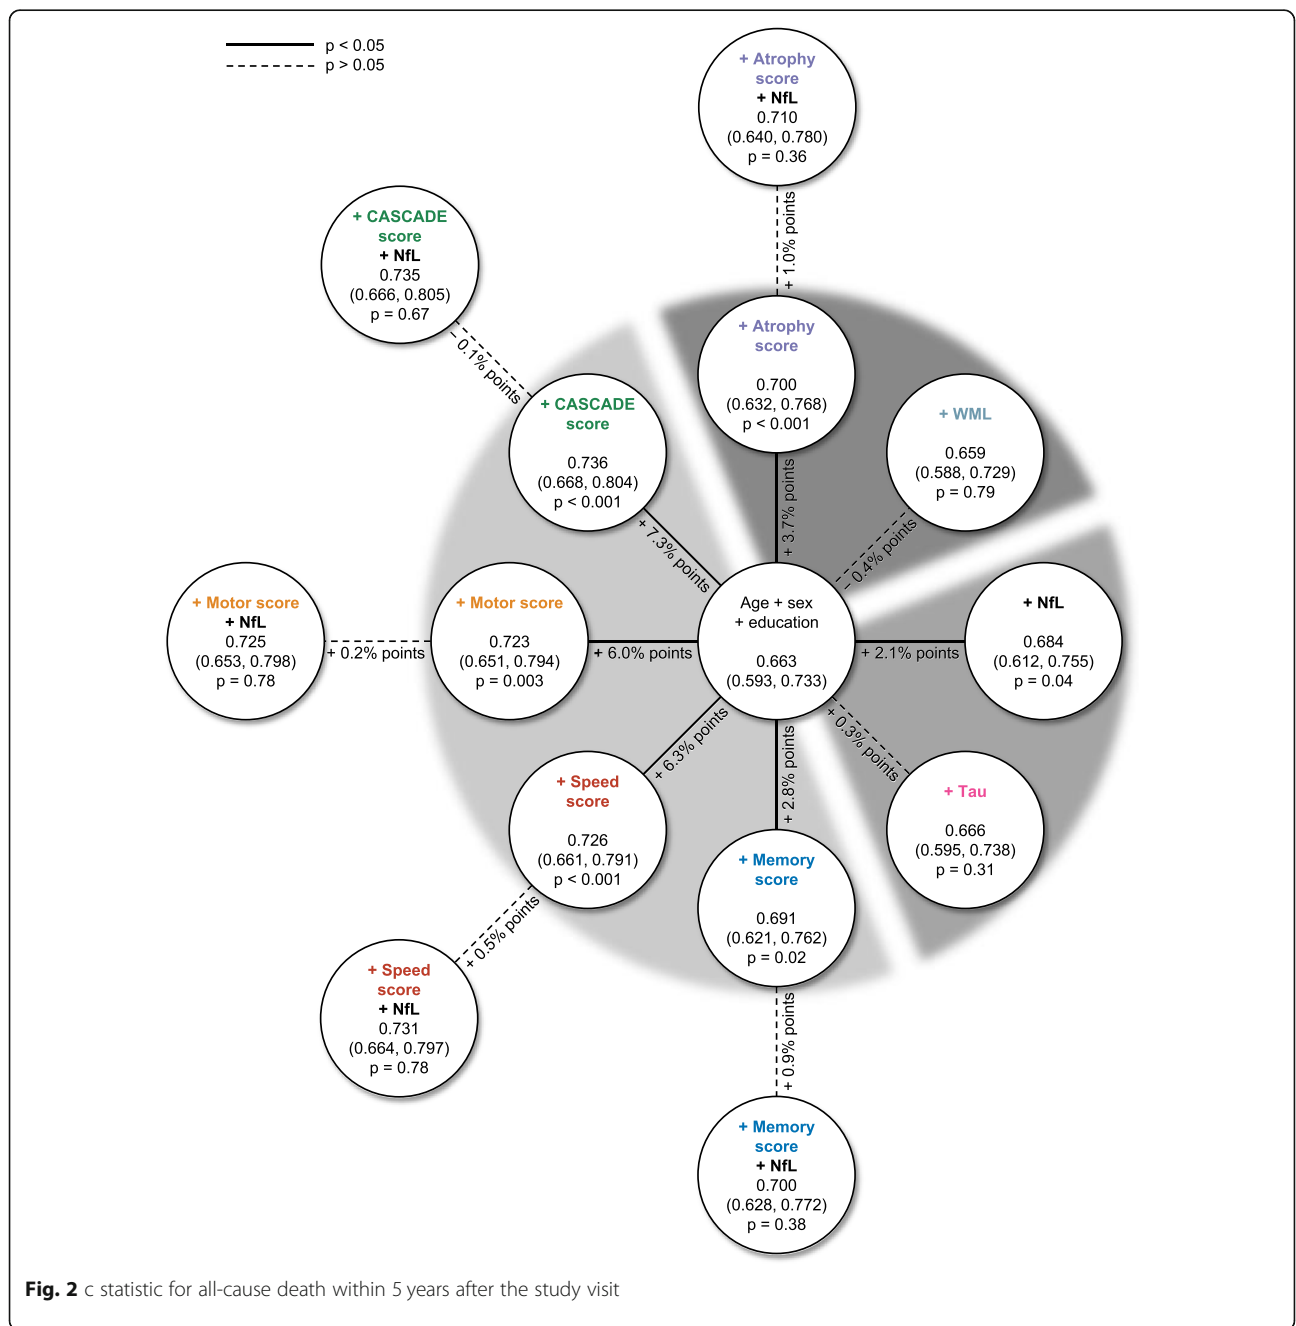 p < 0.05
p > 0.05
+ Atrophy
score
+ NfL
0.710
(0.640, 0.780)
p = 0.36
+ 1.0% points
+ CASCADE
score
+ NfL
0.735
(0.666, 0.805)
p = 0.67
− 0.1% points
+ Atrophy
score
0.700
(0.632, 0.768)
p < 0.001
+ 3.7% points
+ WML
0.659
(0.588, 0.729)
p = 0.79
− 0.4% points
+ CASCADE
score
0.736
(0.668, 0.804)
p < 0.001
+ 7.3% points
+ Motor score
+ NfL
0.725
(0.653, 0.798)
p = 0.78
+ 0.2% points
+ Motor score
0.723
(0.651, 0.794)
p = 0.003
+ 6.0% points
Age + sex
+ education
0.663
(0.593, 0.733)
+ 2.1% points
+ NfL
0.684
(0.612, 0.755)
p = 0.04
+ 6.3% points
+ Speed
score
0.726
(0.661, 0.791)
p < 0.001
+ 2.8% points
+ Memory
score
0.691
(0.621, 0.762)
p = 0.02
+ 0.3% points
+ Tau
0.666
(0.595, 0.738)
p = 0.31
+ 0.5% points
+ Speed
score
+ NfL
0.731
(0.664, 0.797)
p = 0.78
+ 0.9% points
+ Memory
score
+ NfL
0.700
(0.628, 0.772)
p = 0.38
Fig. 2 c statistic for all-cause death within 5 years after the study visit